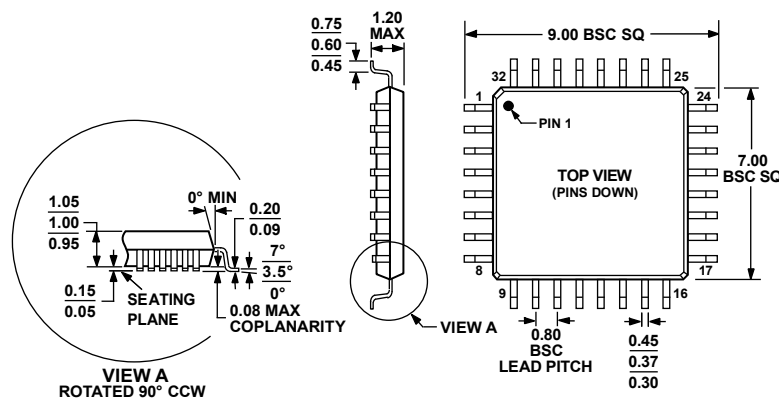 0.75
0.60
0.45
1.20
MAX
9.00 BSC SQ
32
25
1
24
PIN 1
TOP VIEW
(PINS DOWN)
7.00
BSC SQ
0° MIN
1.05
1.00
0.95
0.20
0.09
7°
3.5°
0°
0.15
0.05
SEATING
PLANE
0.08 MAX
COPLANARITY
8
17
9
16
VIEW A
0.80
BSC
LEAD PITCH
0.45
0.37
0.30
VIEW A
ROTATED 90° CCW